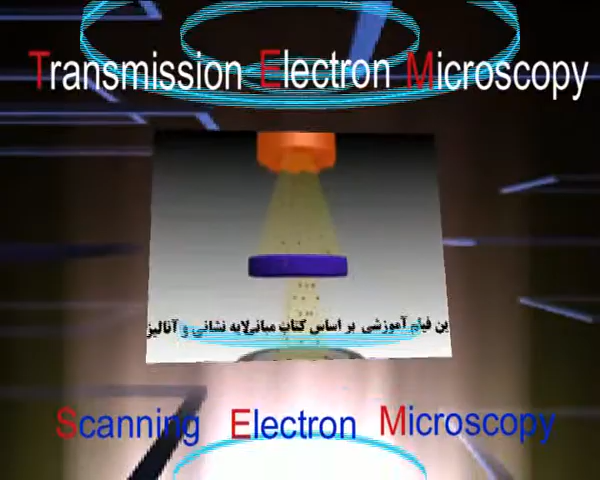 Transmission Electron Microscopy
ین فیلم آموزشی بر اساس کتاب مبانی لایه نشانی و آنالیز
Scanning Electron Microscopy